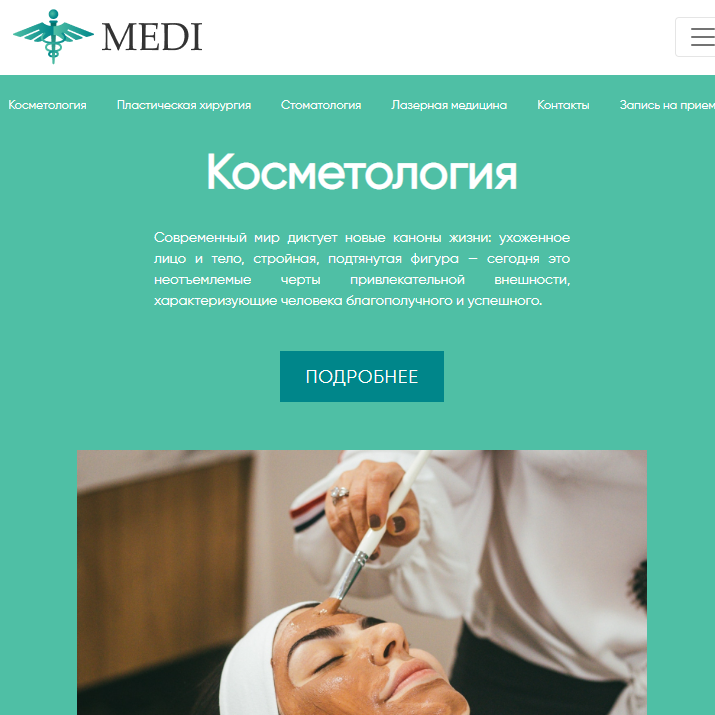 MEDI
Косметология Пластическая хирургия Стоматология Лазерная медицина Контакты Запись на прием
Косметология
Современный мир диктует новые каноны жизни: ухоженное
лицо и тело, стройная, подтянутая фигура — сегодня это
неотъемлемые черты привлекательной внешности,
характеризующие человека благополучного и успешного.
ПОДРОБНЕЕ